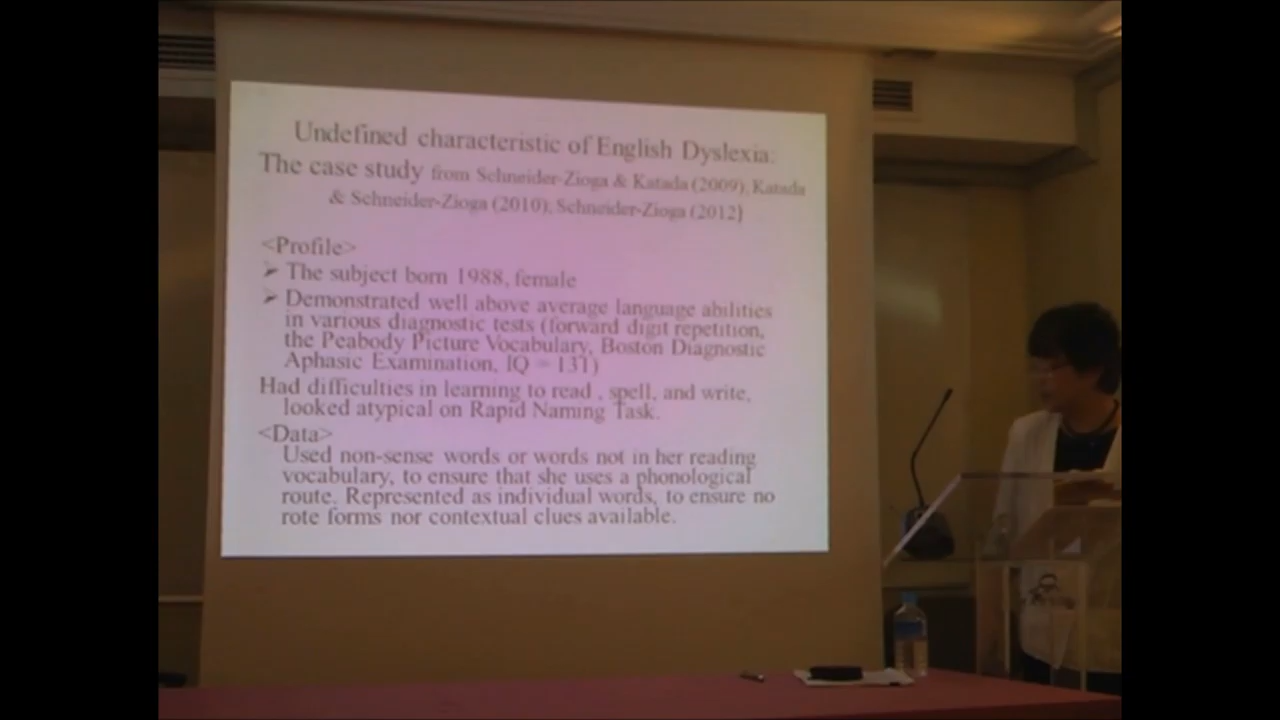 Undefined characteristic of English Dyslexia:
The case study from Schneider-Zioga & Katada (2009), Katada
& Schneider-Zioga (2010), Schneider-Zioga (2012)
<Profile>
➢ The subject born 1988, female
➢ Demonstrated well above average language abilities
in various diagnostic tests (forward digit repetition,
the Peabody Picture Vocabulary, Boston Diagnostic
Aphasic Examination, IQ = 131)
Had difficulties in learning to read , spell, and write,
looked atypical on Rapid Naming Task.
<Data>
Used non-sense words or words not in her reading
vocabulary, to ensure that she uses a phonological
route. Represented as individual words, to ensure no
rote forms nor contextual clues available.